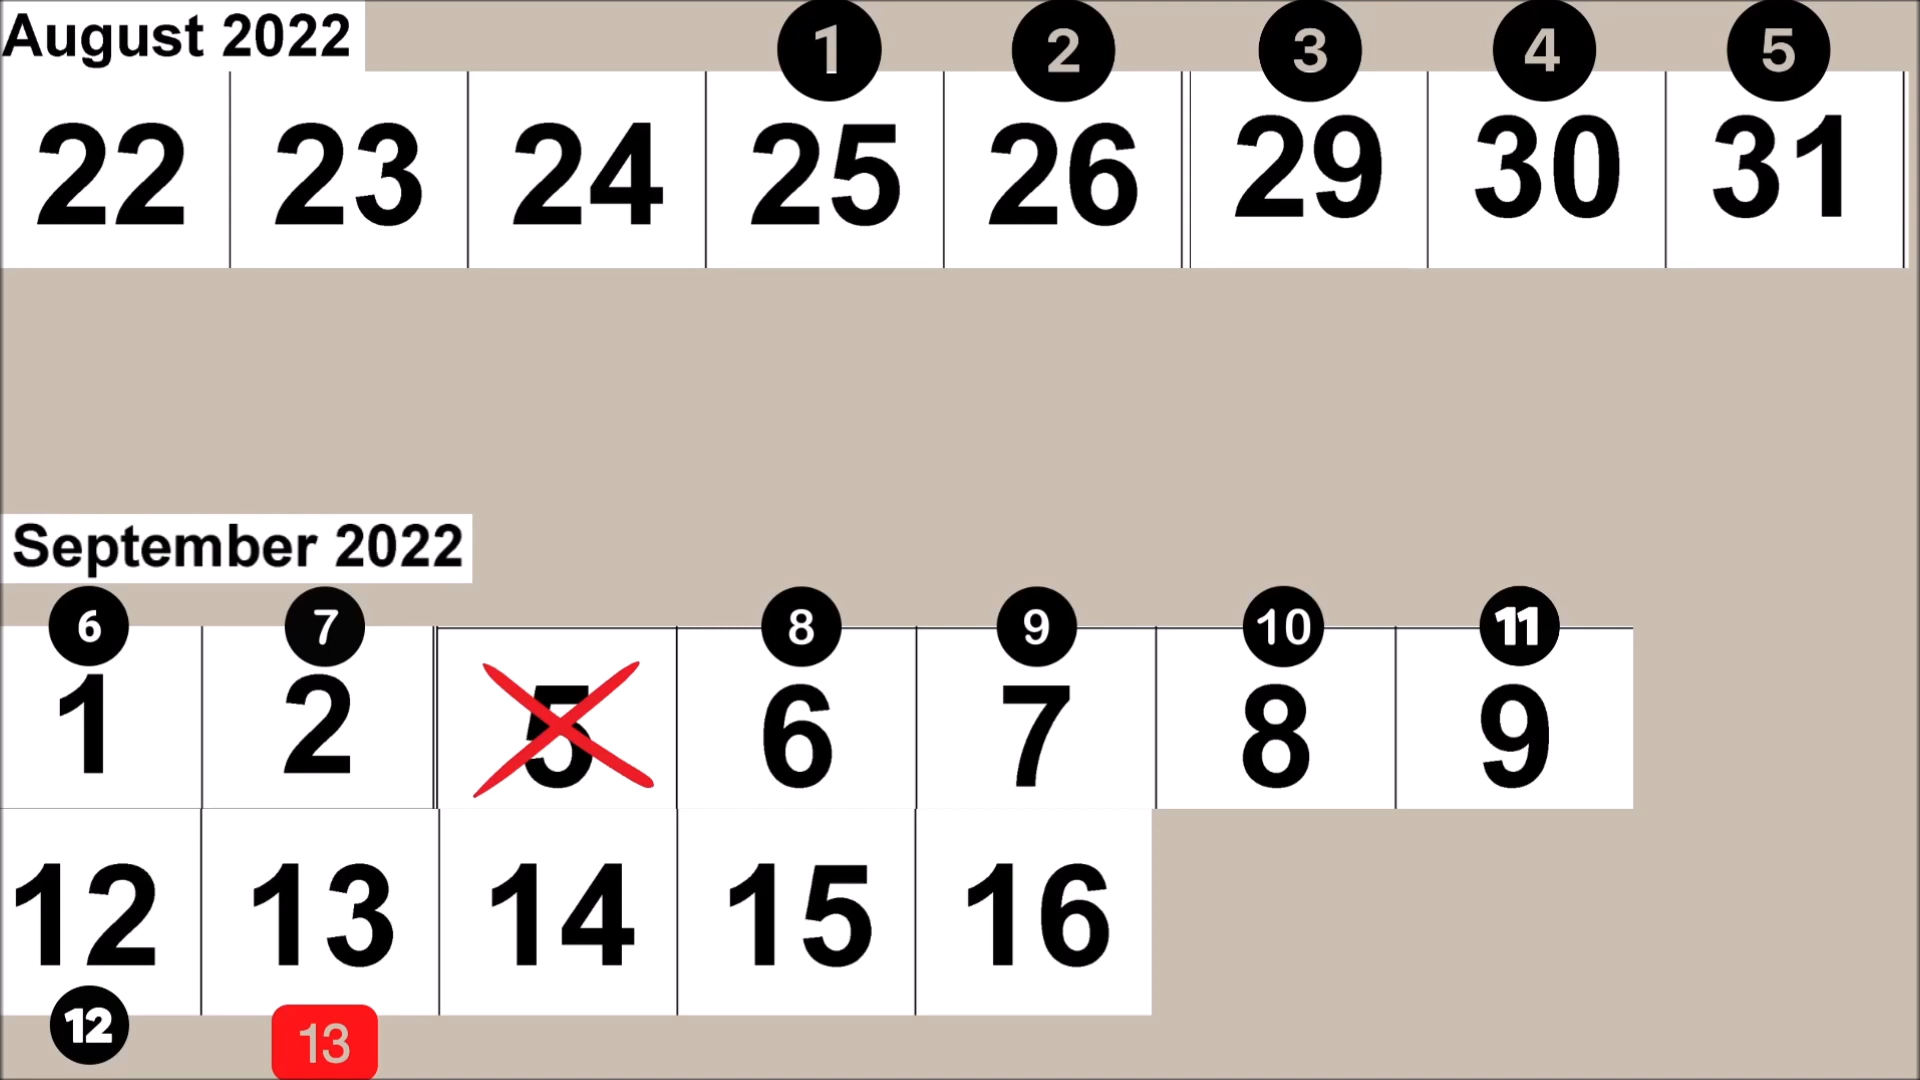 August 2022
1 2 3 4 5
22 23 24 25 26 29 30 31
September 2022
6 7 8 9 10 11
1 2 5 6 7 8 9
12 13 14 15 16
12 13